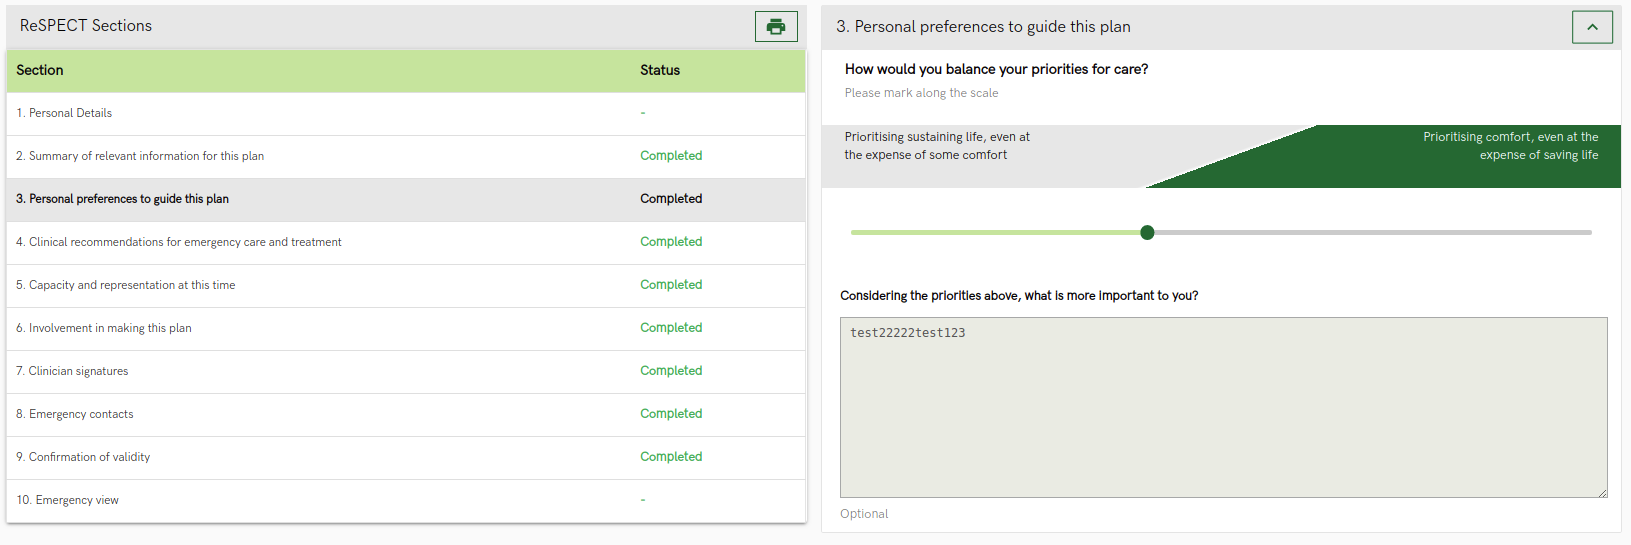 ReSPECT Sections
Section Status
1. Personal Details -
2. Summary of relevant information for this plan Completed
3. Personal preferences to guide this plan Completed
4. Clinical recommendations for emergency care and treatment Completed
5. Capacity and representation at this time Completed
6. Involvement in making this plan Completed
7. Clinician signatures Completed
8. Emergency contacts Completed
9. Confirmation of validity Completed
10. Emergency view -
3. Personal preferences to guide this plan
How would you balance your priorities for care?
Please mark along the scale
Prioritising sustaining life, even at
the expense of some comfort
Prioritising comfort, even at the
expense of saving life
Considering the priorities above, what is more important to you?
test22222test123
Optional